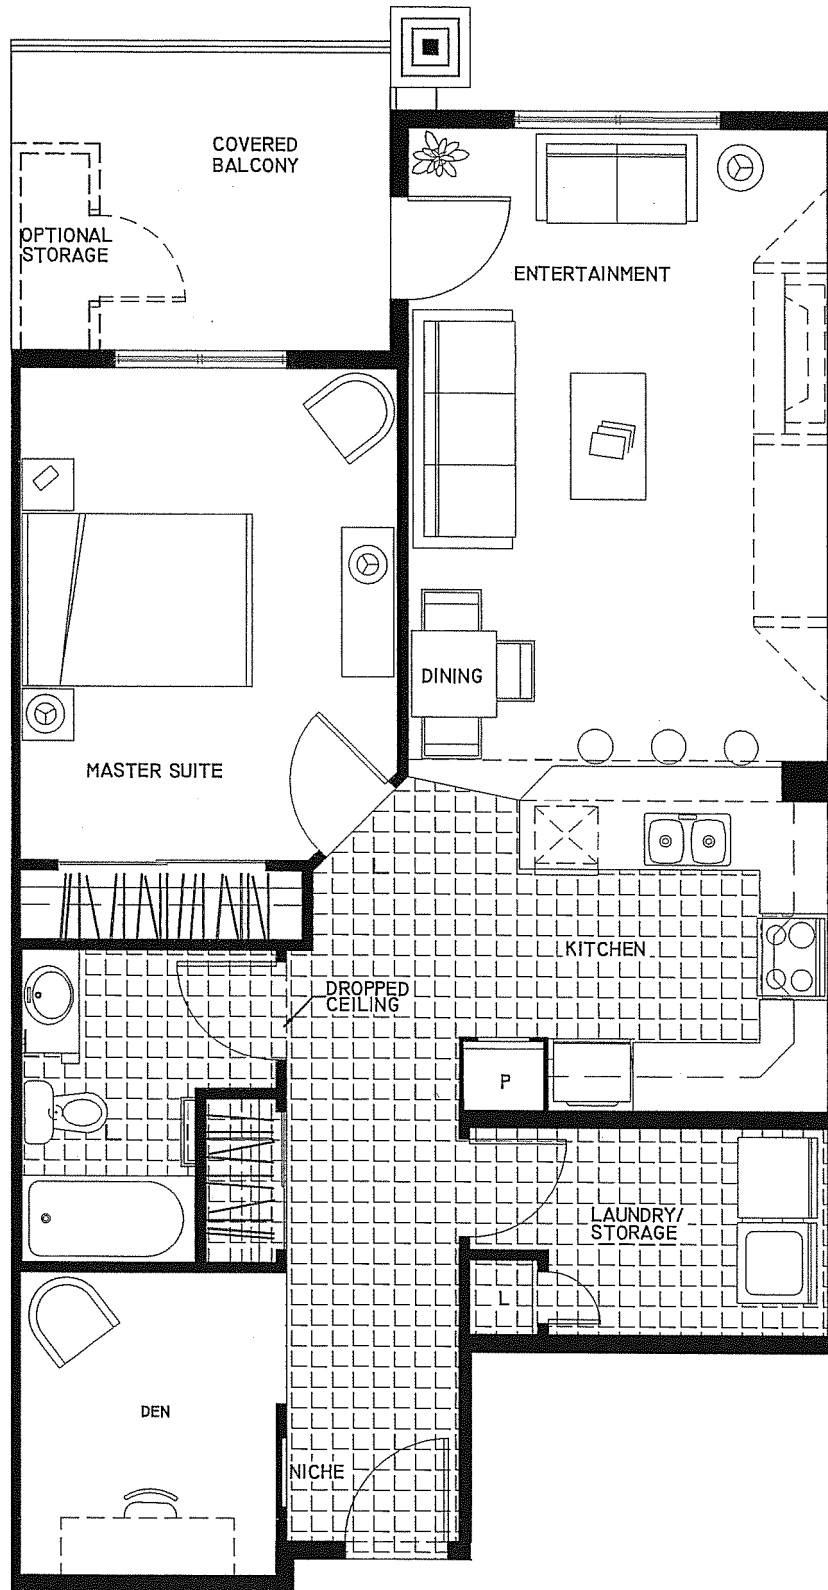 COVERED
BALCONY
OPTIONAL
STORAGE
ENTERTAINMENT
DINING
MASTER SUITE
KITCHEN
DROPPED
CEILING
P
LAUNDRY/
STORAGE
L
DEN
NICHE